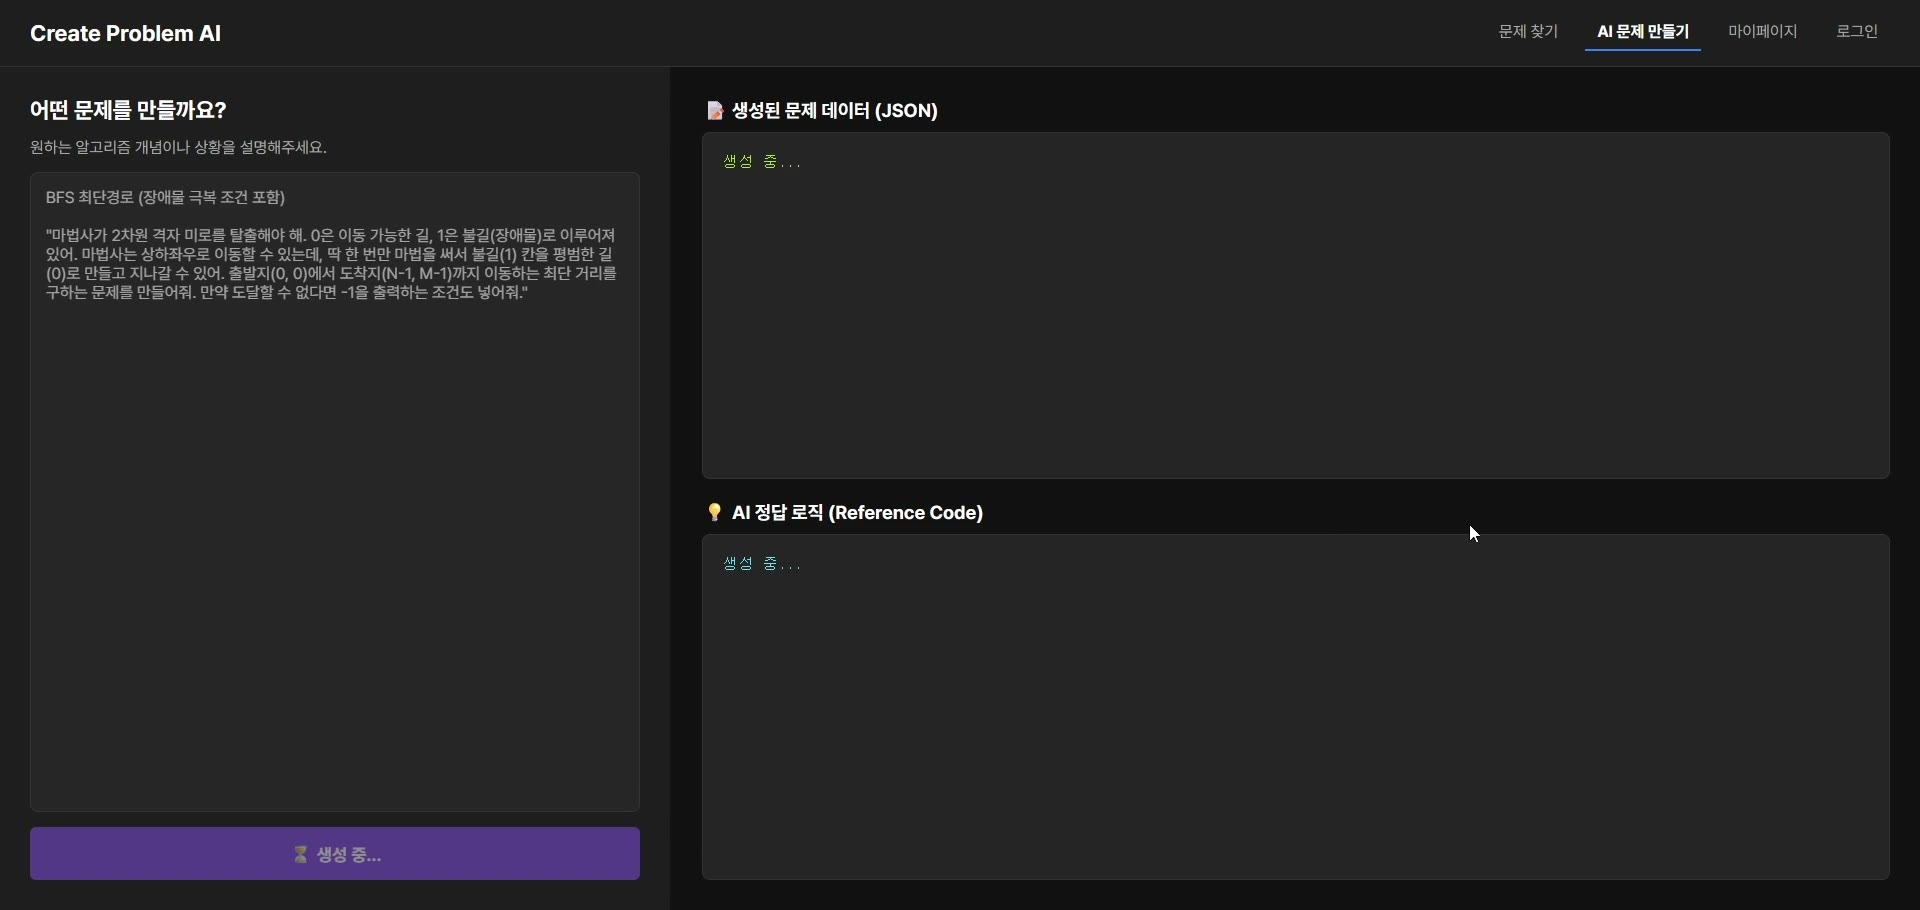 Create Problem AI
문제 찾기
AI 문제 만들기
마이페이지
로그인
어떤 문제를 만들까요?
원하는 알고리즘 개념이나 상황을 설명해주세요.
BFS 최단경로 (장애물 극복 조건 포함)
"마법사가 2차원 격자 미로를 탈출해야 해. 0은 이동 가능한 길, 1은 불길(장애물)로 이루어져
있어. 마법사는 상하좌우로 이동할 수 있는데, 딱 한 번만 마법을 써서 불길(1) 칸을 평범한 길
(0)로 만들고 지나갈 수 있어. 출발지(0, 0)에서 도착지(N-1, M-1)까지 이동하는 최단 거리를
구하는 문제를 만들어줘. 만약 도달할 수 없다면 -1을 출력하는 조건도 넣어줘."
⏳ 생성 중...
📝 생성된 문제 데이터 (JSON)
생성 중...
💡 AI 정답 로직 (Reference Code)
생성 중...